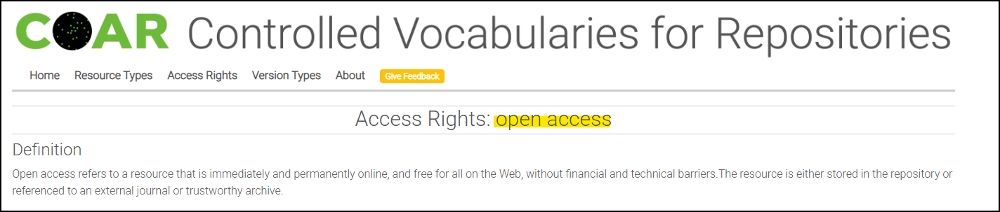 COAR Controlled Vocabularies for Repositories
Home Resource Types Access Rights Version Types About Give Feedback
Access Rights: open access
Definition
Open access refers to a resource that is immediately and permanently online, and free for all on the Web, without financial and technical barriers.The resource is either stored in the repository or
referenced to an external journal or trustworthy archive.